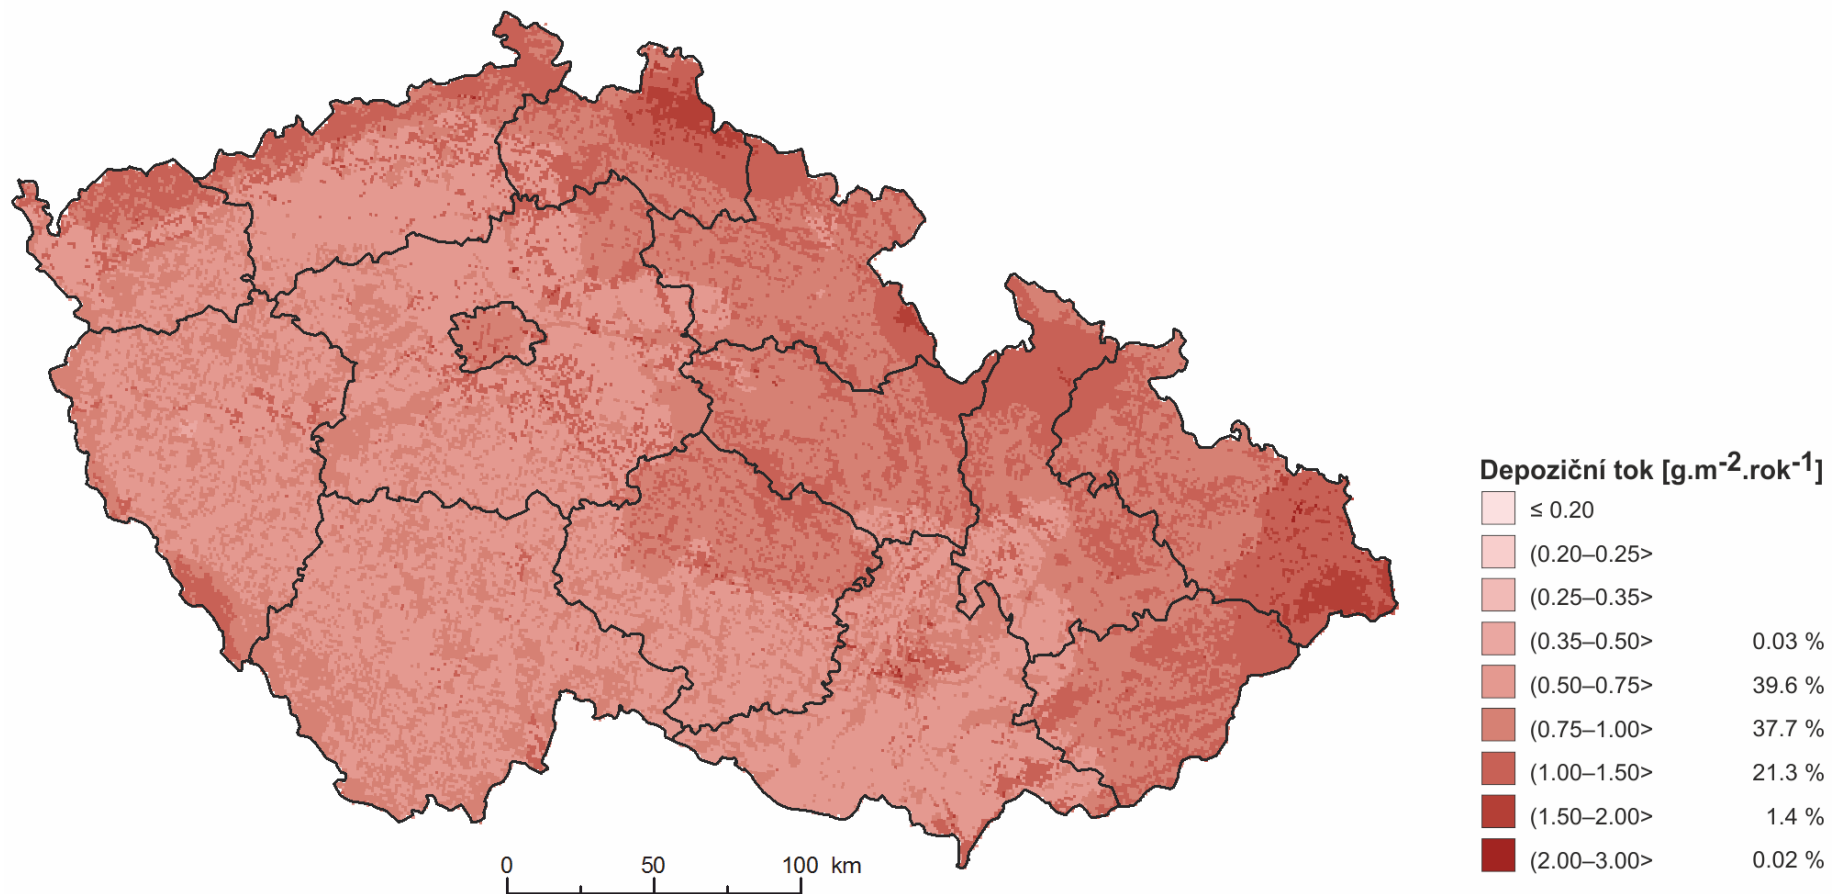 Depoziční tok [g.m-2.rok-1]
≤ 0.20
(0.20–0.25>
(0.25–0.35>
(0.35–0.50> 0.03 %
(0.50–0.75> 39.6 %
(0.75–1.00> 37.7 %
(1.00–1.50> 21.3 %
(1.50–2.00> 1.4 %
(2.00–3.00> 0.02 %
0 50 100 km